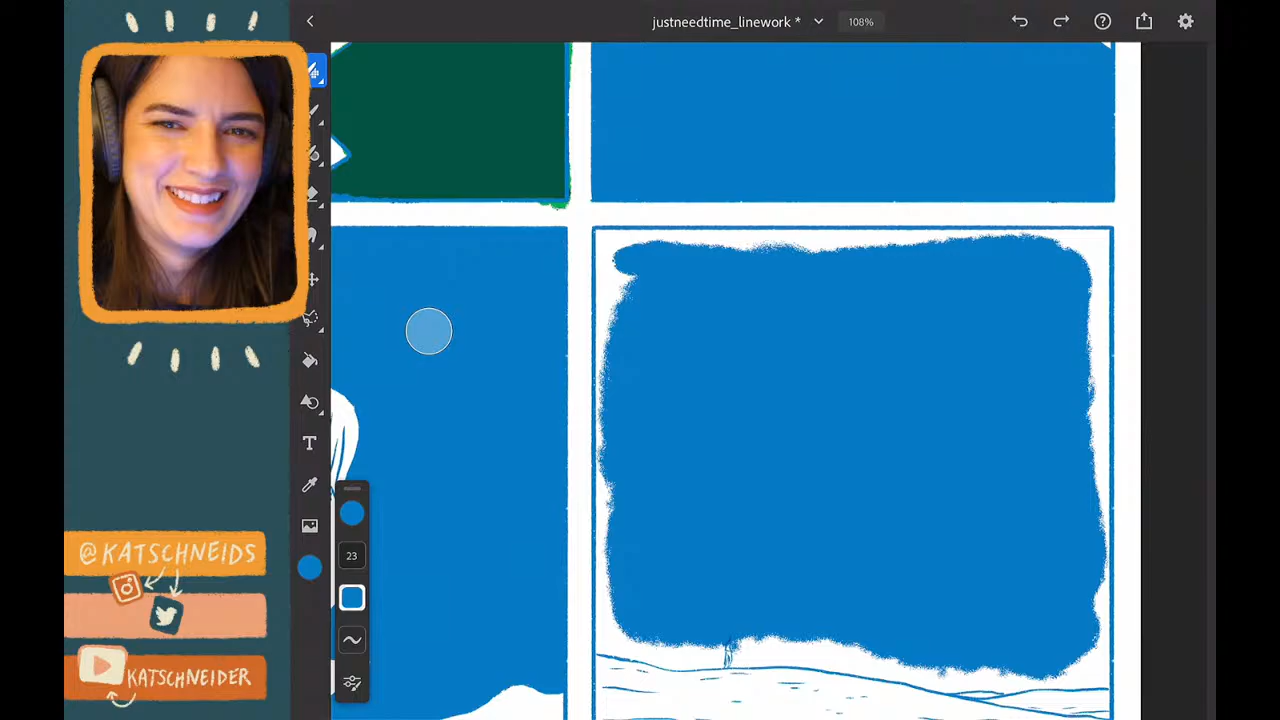 justneedtime_linework *
108%
T
23
@KATSCHNEIDS
KATSCHNEIDER